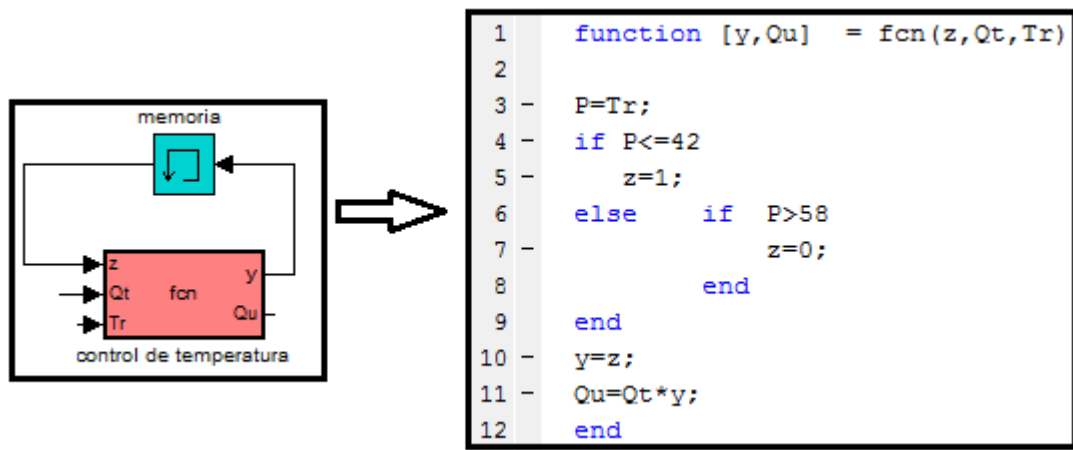 memoria
z
Qt
Tr
fcn
y
Qu
control de temperatura
1 function [y,Qu] = fcn(z,Qt,Tr)
2
3 - P=Tr;
4 - if P<=42
5 - z=1;
6 else if P>58
7 - z=0;
8 end
9 end
10 - y=z;
11 - Qu=Qt*y;
12 end